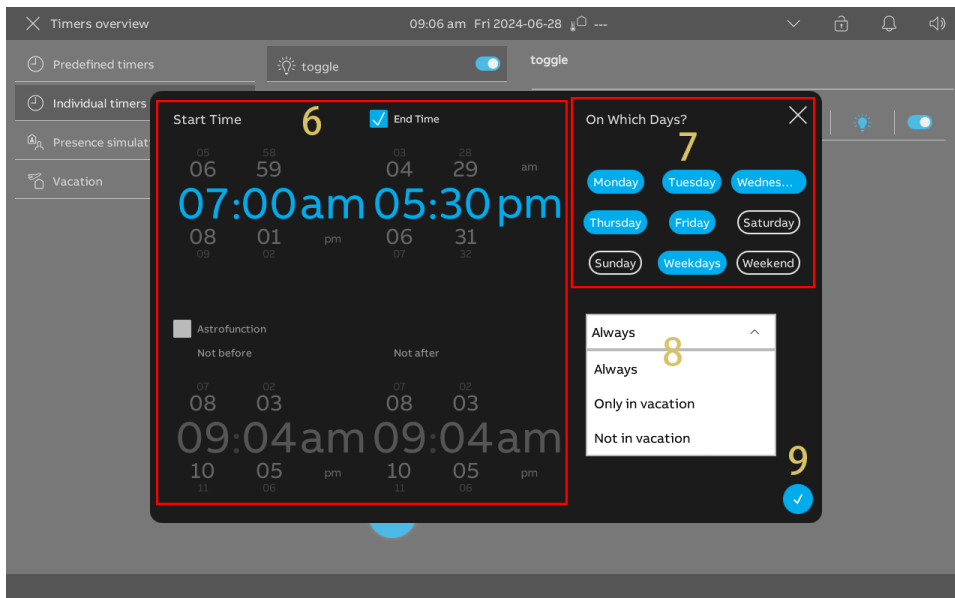 Timers overview
09:06 am Fri 2024-06-28 ---
Predefined timers
toggle
toggle
Individual timers
Presence simulat
Vacation
Start Time
6
End Time
05 58 03 28
06 59 04 29 am
07:00am 05:30pm
08 01 pm 06 31
09 02 07 32
Astrofunction
Not before
Not after
07 02 07 02
08 03 08 03
09:04am 09:04am
10 05 pm 10 05 pm
11 06 11 06
On Which Days?
7
Monday Tuesday Wednes...
Thursday Friday Saturday
Sunday Weekdays Weekend
Always
8
Always
Only in vacation
Not in vacation
9